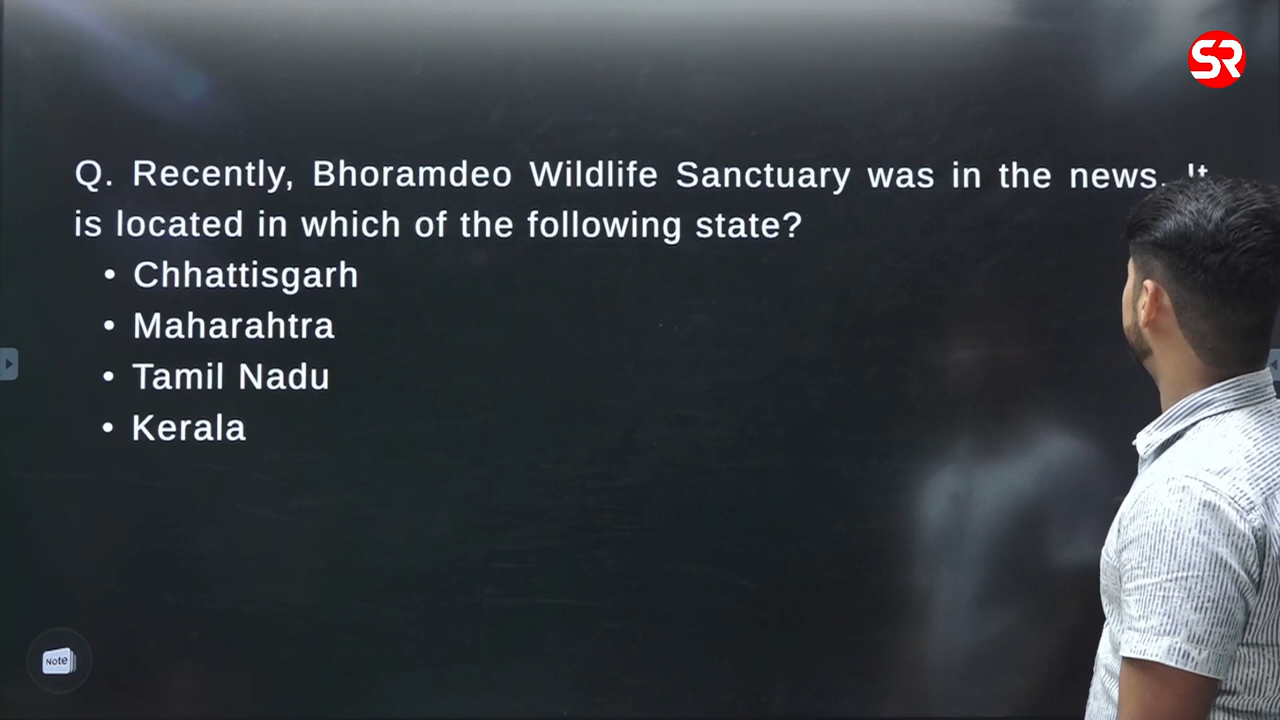 SR
Q. Recently, Bhoramdeo Wildlife Sanctuary was in the news. It
is located in which of the following state?
• Chhattisgarh
• Maharahtra
• Tamil Nadu
• Kerala
Note